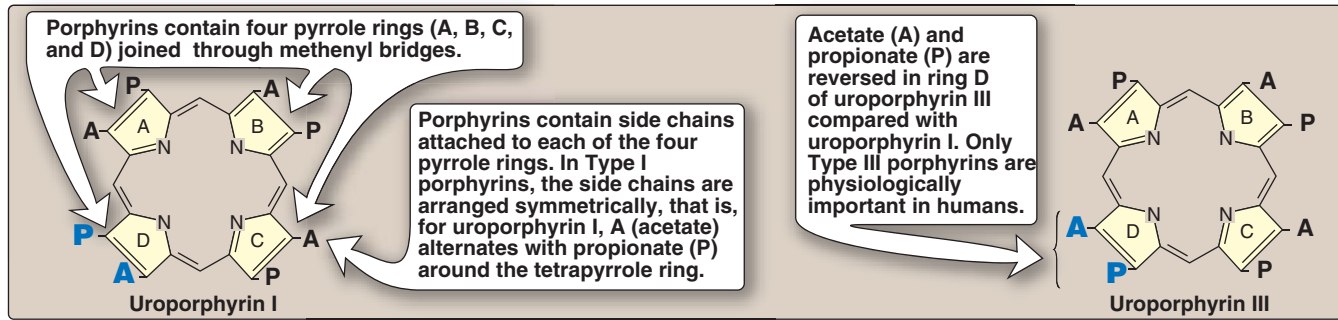 Porphyrins contain four pyrrole rings (A, B, C,
and D) joined through methenyl bridges.
P
A
A
A
B
P
N
N
N
N
P
D
C
A
A
P
Uroporphyrin I
Porphyrins contain side chains
attached to each of the four
pyrrole rings. In Type I
porphyrins, the side chains are
arranged symmetrically, that is,
for uroporphyrin I, A (acetate)
alternates with propionate (P)
around the tetrapyrrole ring.
Acetate (A) and
propionate (P) are
reversed in ring D
of uroporphyrin III
compared with
uroporphyrin I. Only
Type III porphyrins are
physiologically
important in humans.
P
A
A
A
B
P
N
N
N
N
A
D
C
A
P
P
Uroporphyrin III